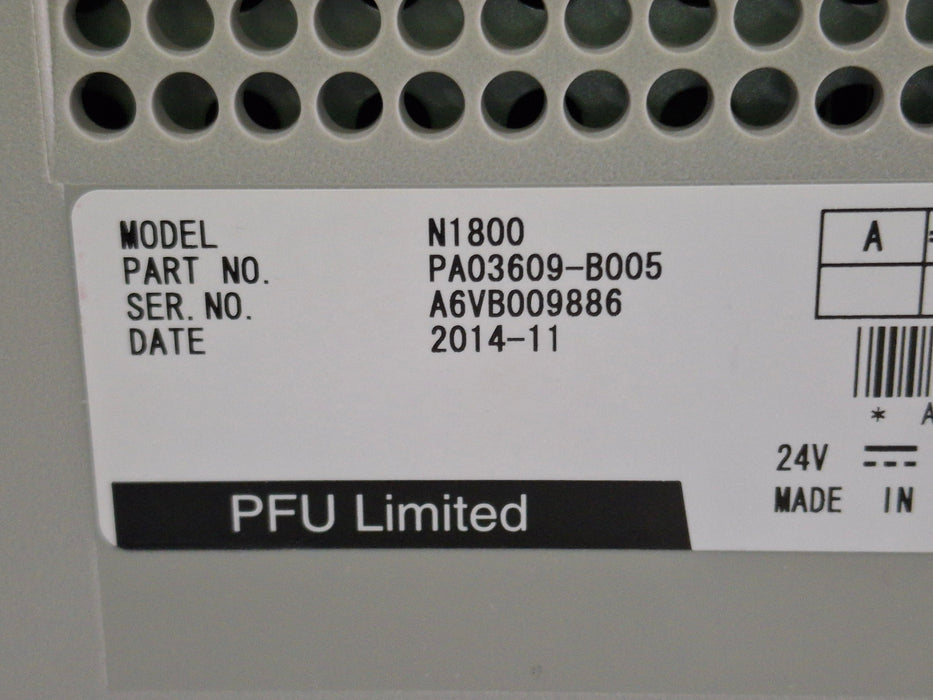 MODEL N1800
PART NO. PA03609-B005
SER. NO. A6VB009886
DATE 2014-11
A
* A
24V
MADE IN
PFU Limited